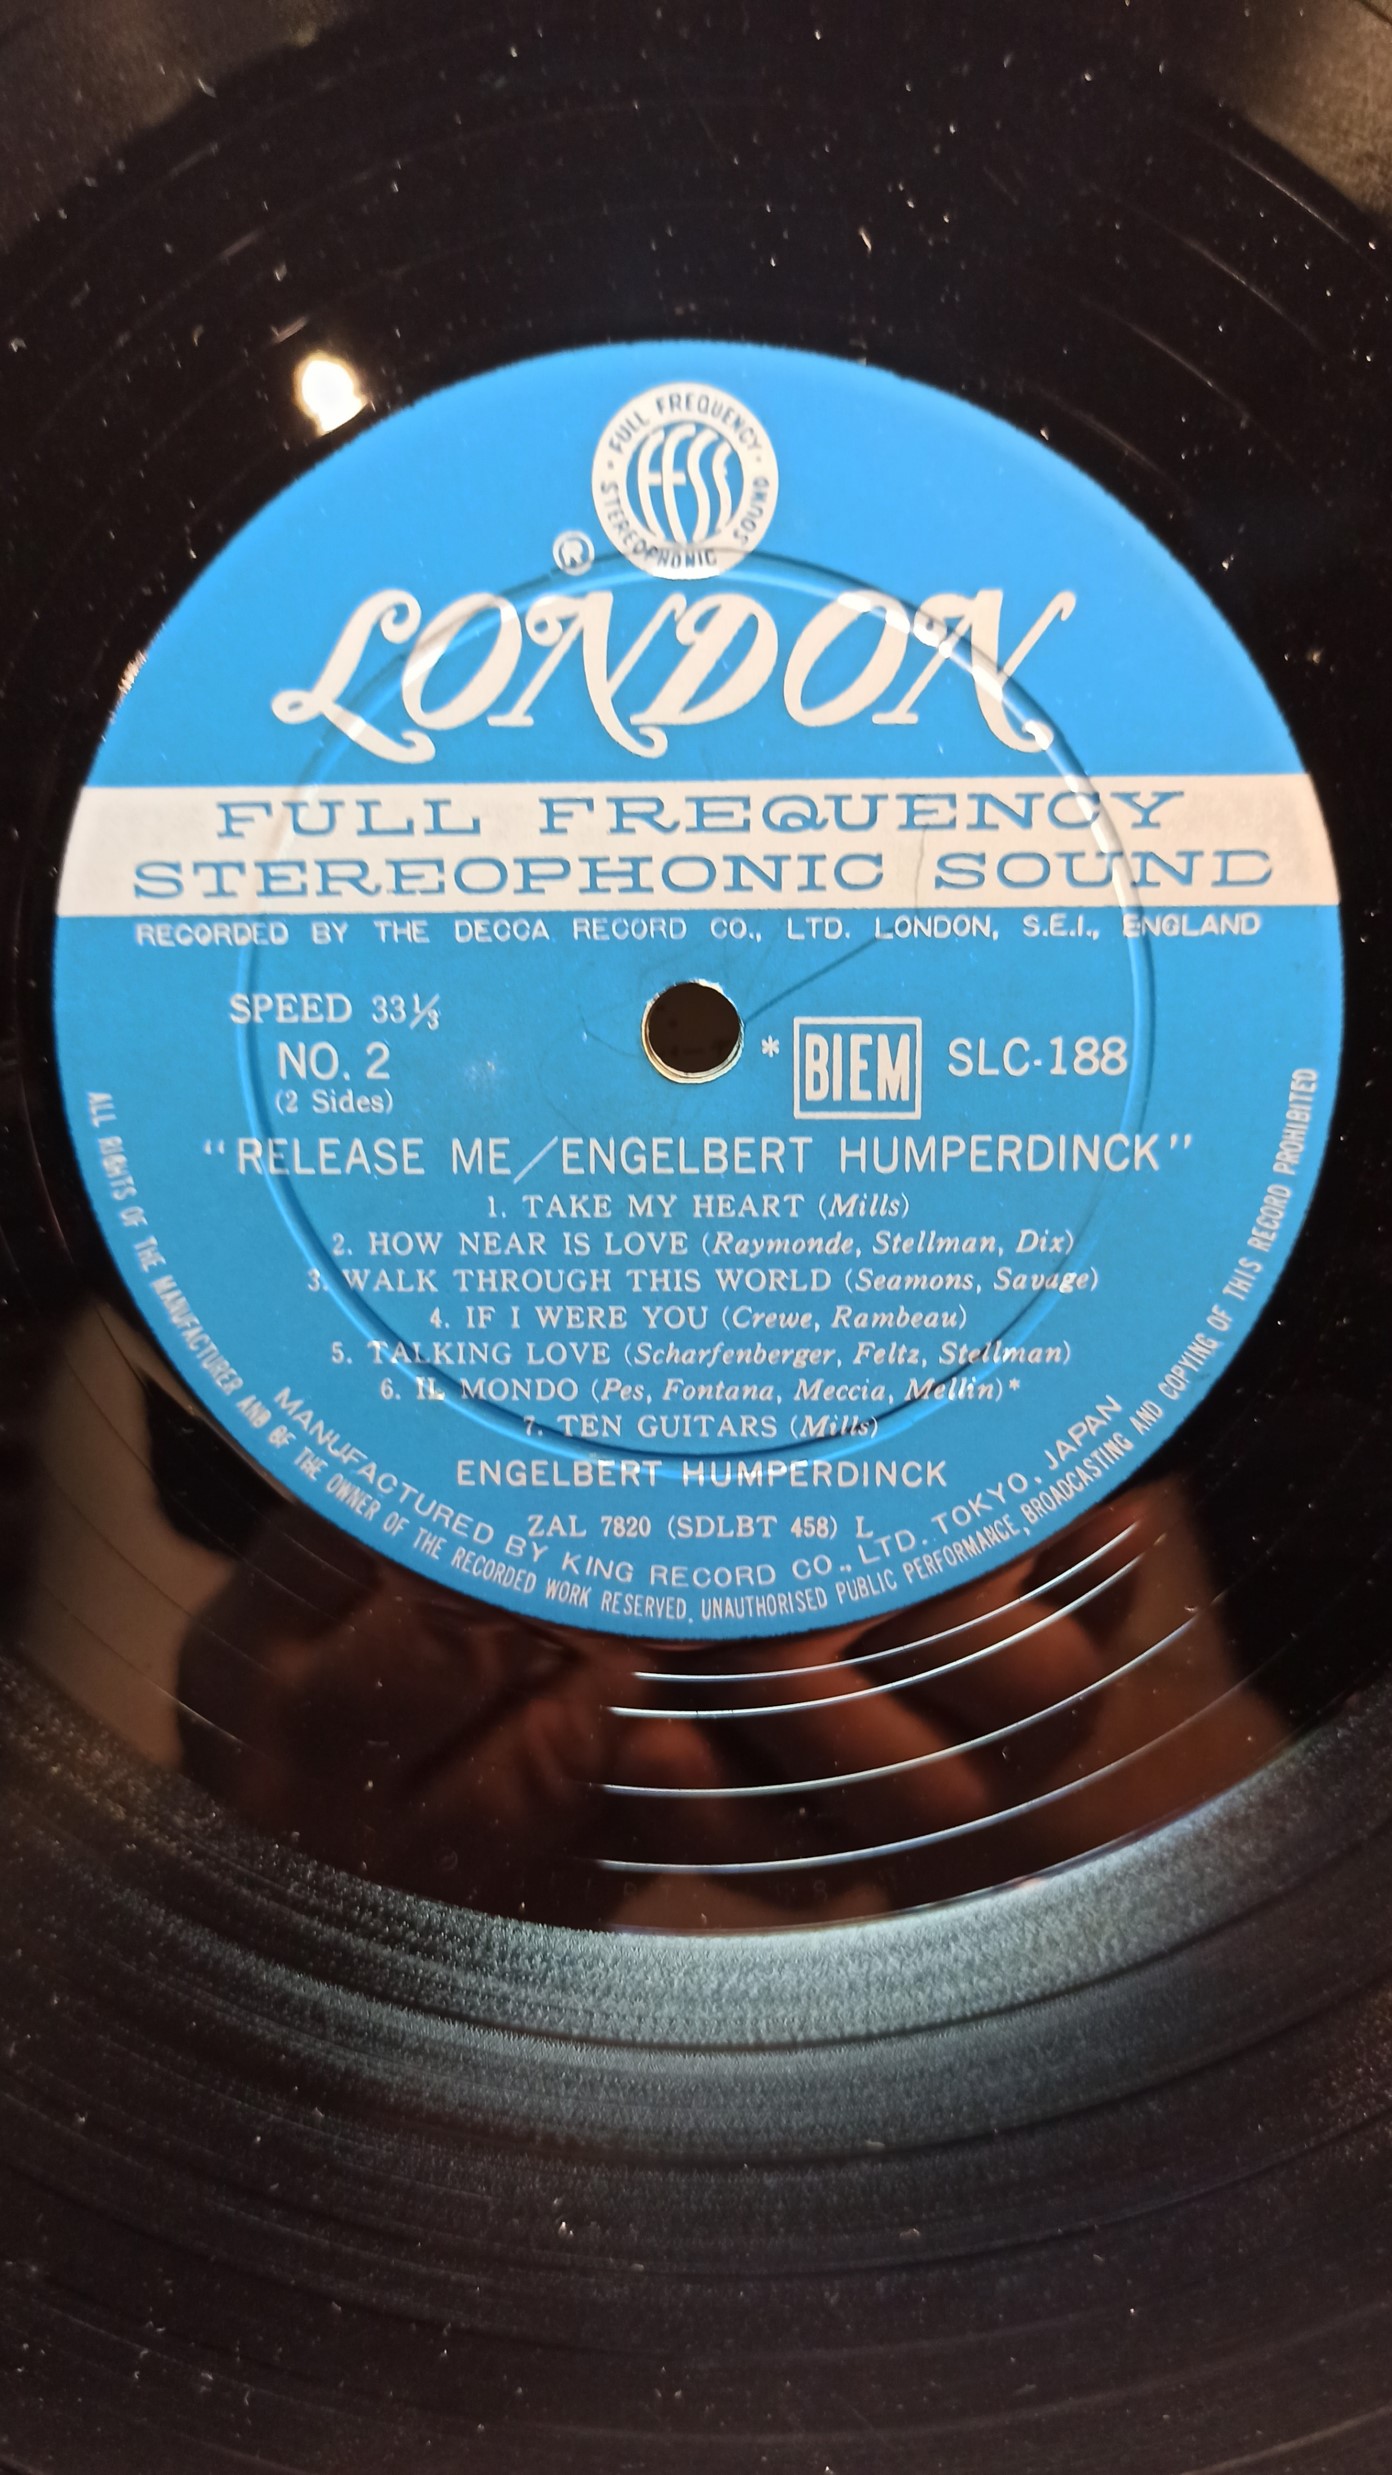 FULL FREQUENCY
FFSS
STEREOPHONIC SOUND
®
LONDON
FULL FREQUENCY
STEREOPHONIC SOUND
RECORDED BY THE DECCA RECORD CO., LTD. LONDON, S.E.I., ENGLAND
SPEED 33⅓
NO. 2
(2 Sides)
* BIEM SLC-188
"RELEASE ME/ENGELBERT HUMPERDINCK"
1. TAKE MY HEART (Mills)
2. HOW NEAR IS LOVE (Raymonde, Stellman, Dix)
3. WALK THROUGH THIS WORLD (Seamons, Savage)
4. IF I WERE YOU (Crewe, Rambeau)
5. TALKING LOVE (Scharfenberger, Feltz, Stellman)
6. IL MONDO (Pes, Fontana, Meccia, Mellin)*
7. TEN GUITARS (Mills)
ENGELBERT HUMPERDINCK
ZAL 7820 (SDLBT 458) L
MANUFACTURED BY KING RECORD CO., LTD. TOKYO, JAPAN
ALL RIGHTS OF THE MANUFACTURER AND OF THE OWNER OF THE RECORDED WORK RESERVED. UNAUTHORISED PUBLIC PERFORMANCE, BROADCASTING AND COPYING OF THIS RECORD PROHIBITED